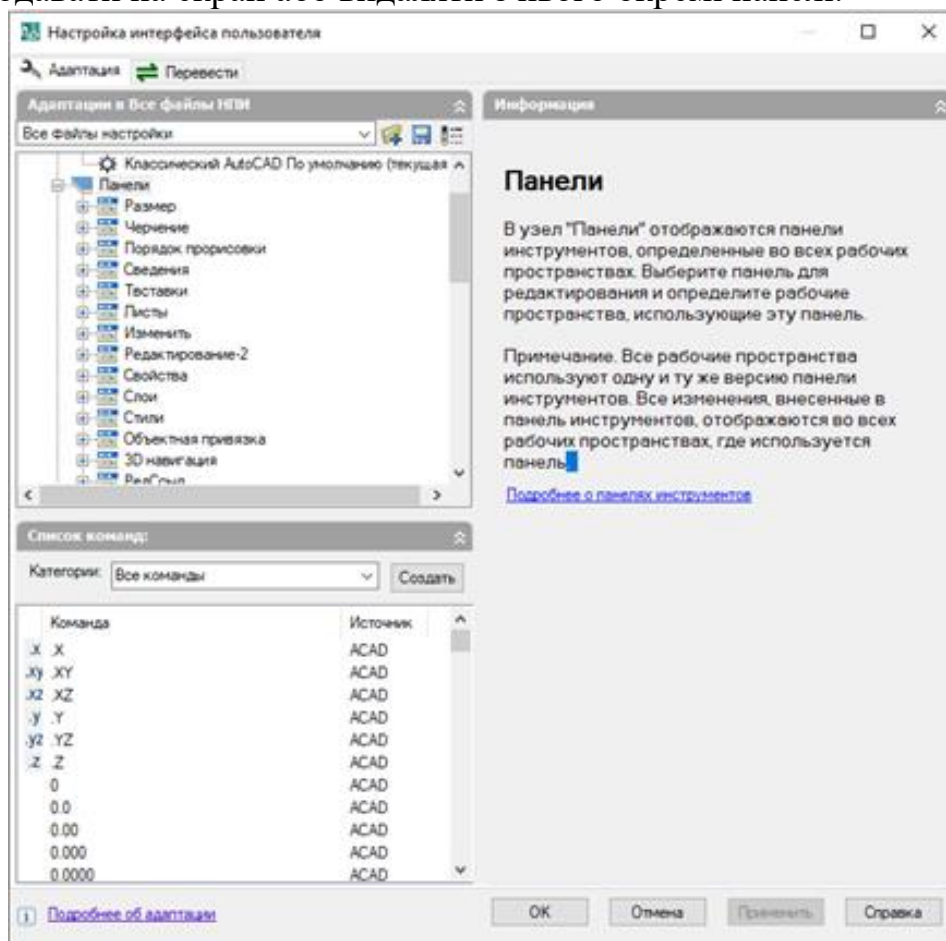 Настройка интерфейса пользователя
Адаптация Перевести
Адаптации в Все файлы НПИ
Все файлы настройки
Классический AutoCAD По умолчанию (текущая
Панели
Размер
Черчение
Порядок прорисовки
Сведения
Теставки
Листы
Изменить
Редактирование-2
Свойства
Слои
Стили
Объектная привязка
3D навигация
РедСсыл
Список команд:
Категории: Все команды Создать
Команда Источник
.X .X ACAD
.XY .XY ACAD
.XZ .XZ ACAD
.y .Y ACAD
.yz .YZ ACAD
.z .Z ACAD
0 ACAD
0.0 ACAD
0.00 ACAD
0.000 ACAD
0.0000 ACAD
Информация
Панели
В узел "Панели" отображаются панели
инструментов, определенные во всех рабочих
пространствах. Выберите панель для
редактирования и определите рабочие
пространства, использующие эту панель.
Примечание. Все рабочие пространства
используют одну и ту же версию панели
инструментов. Все изменения, внесенные в
панель инструментов, отображаются во всех
рабочих пространствах, где используется
панель
Подробнее о панелях инструментов
Подробнее об адаптации
OK Отмена Применить Справка